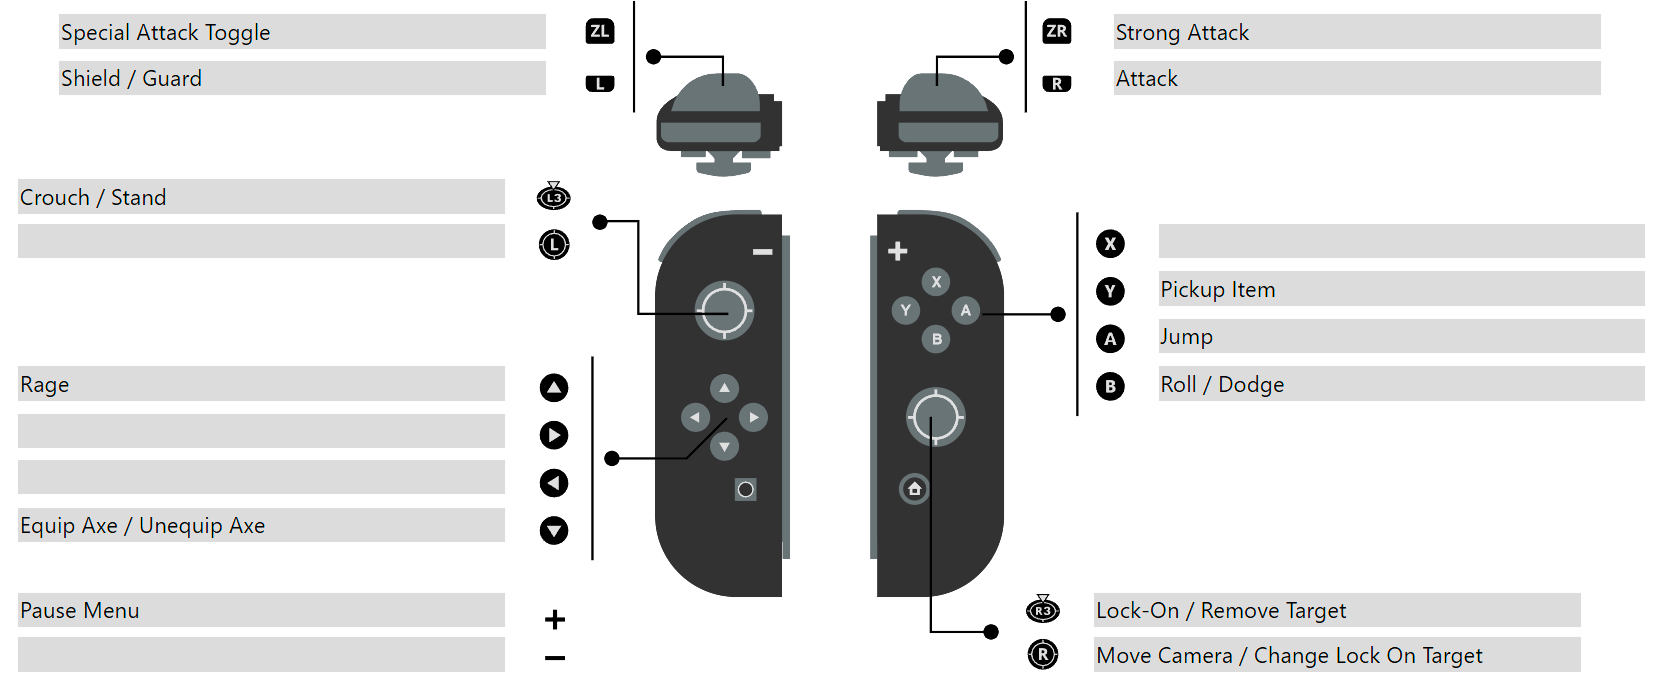 Special Attack Toggle ZL
Shield / Guard L
ZR Strong Attack
R Attack
Crouch / Stand L3
L
X
Y Pickup Item
A Jump
B Roll / Dodge
X
Y A
B
Rage
Equip Axe / Unequip Axe
Pause Menu +
−
R3 Lock-On / Remove Target
R Move Camera / Change Lock On Target